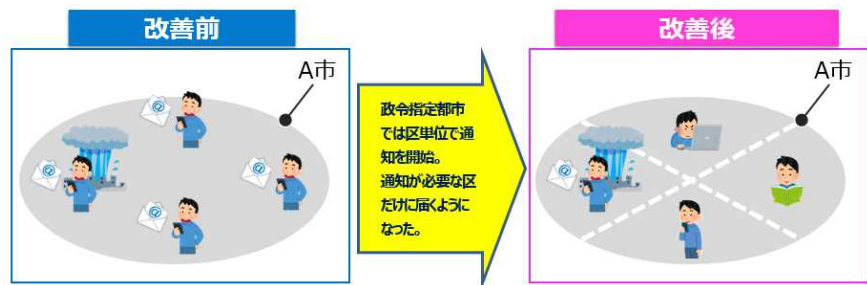 改善前
改善後
A市
政令指定都市
では区単位で通
知を開始。
通知が必要な区
だけに届くように
なった。
A市